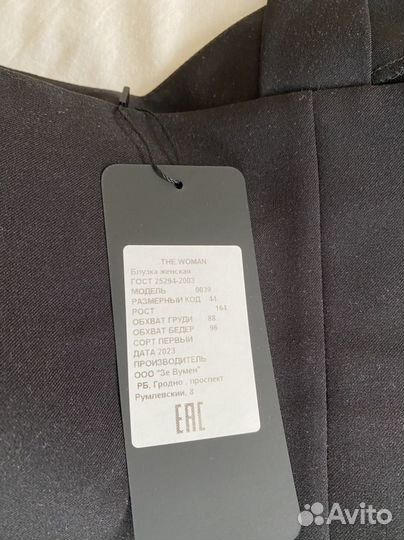 THE WOMAN
Блузка женская
ГОСТ 25294-2003
МОДЕЛЬ 0039
РАЗМЕРНЫЙ КОД 44
РОСТ 164
ОБХВАТ ГРУДИ 88
ОБХВАТ БЕДЕР 96
СОРТ ПЕРВЫЙ
ДАТА 2023
ПРОИЗВОДИТЕЛЬ
ООО "Зе Вумен"
РБ, Гродно , проспект
Румлевский, 8
ЕАС
Avito